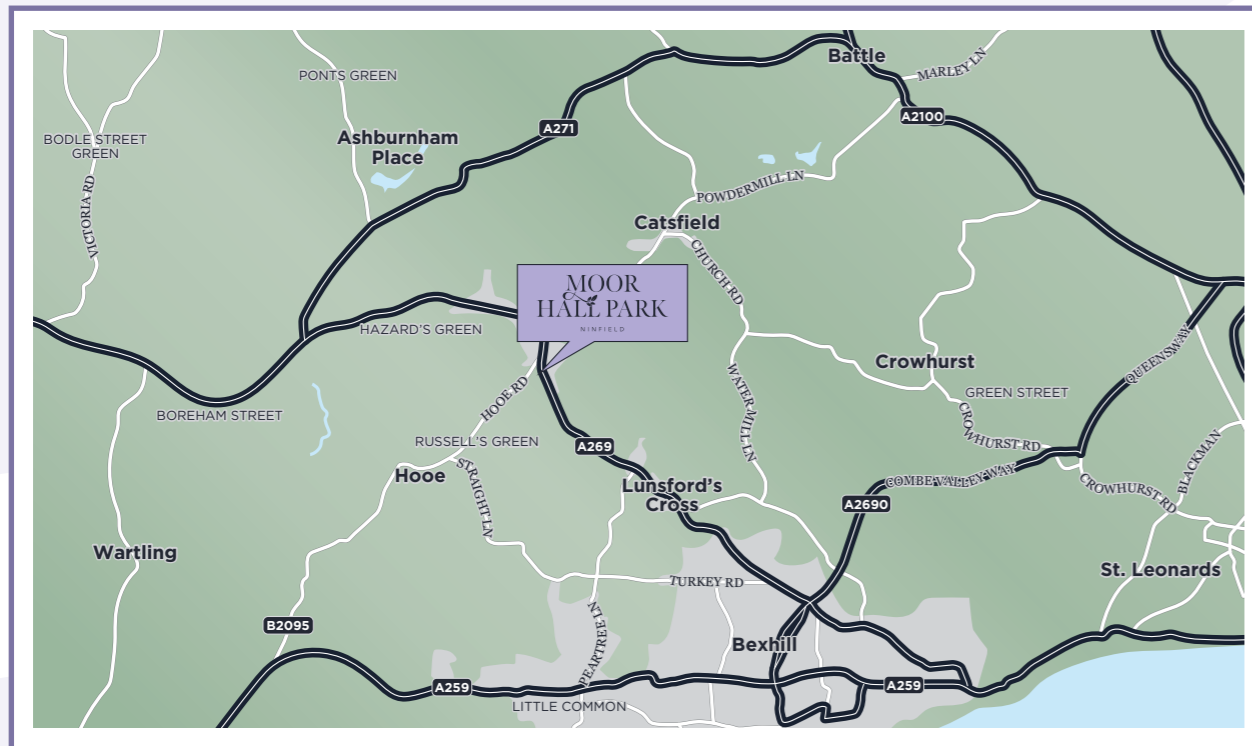 Battle
MARLEY LN
PONTS GREEN
A2100
A271
BODLE STREET
GREEN
Ashburnham
Place
VICTORIA RD
POWDERMILL LN
Catsfield
CHURCH RD
MOOR
HALL PARK
NINFIELD
HAZARD'S GREEN
QUEENSWAY
Crowhurst
WATER MILL LN
GREEN STREET
HOOE RD
BOREHAM STREET
RUSSELL'S GREEN
A269
CROWHURST RD
BLACKMAN
Hooe
STRAIGHT LN
COMBE VALLEY WAY
Lunsford's
Cross
A2690
CROWHURST RD
Wartling
St. Leonards
TURKEY RD
PEARTREE LN
B2095
Bexhill
A259
A259
LITTLE COMMON